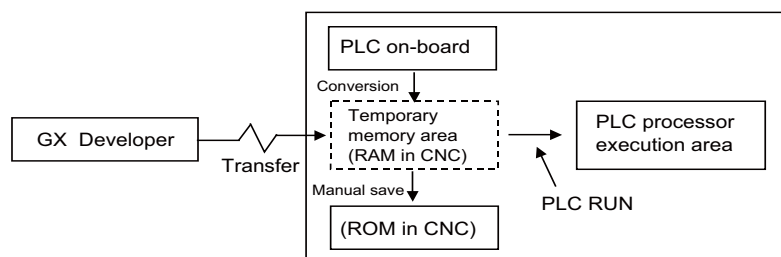 PLC on-board
Conversion
GX Developer
Transfer
Temporary
memory area
(RAM in CNC)
PLC processor
execution area
PLC RUN
Manual save
(ROM in CNC)